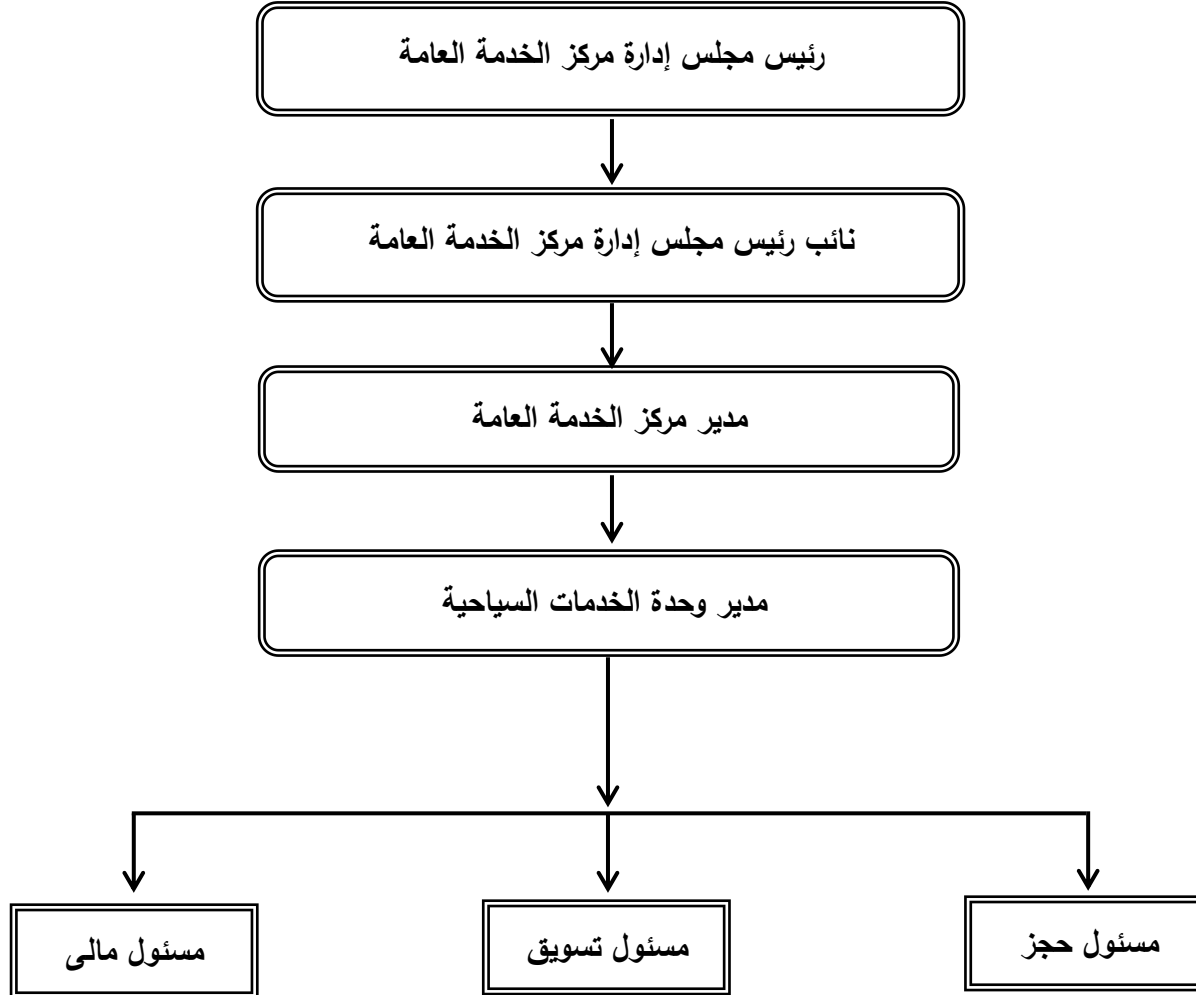 رئيس مجلس إدارة مركز الخدمة العامة
نائب رئيس مجلس إدارة مركز الخدمة العامة
مدير مركز الخدمة العامة
مدير وحدة الخدمات السياحية
مسئول حجز
مسئول تسويق
مسئول مالى